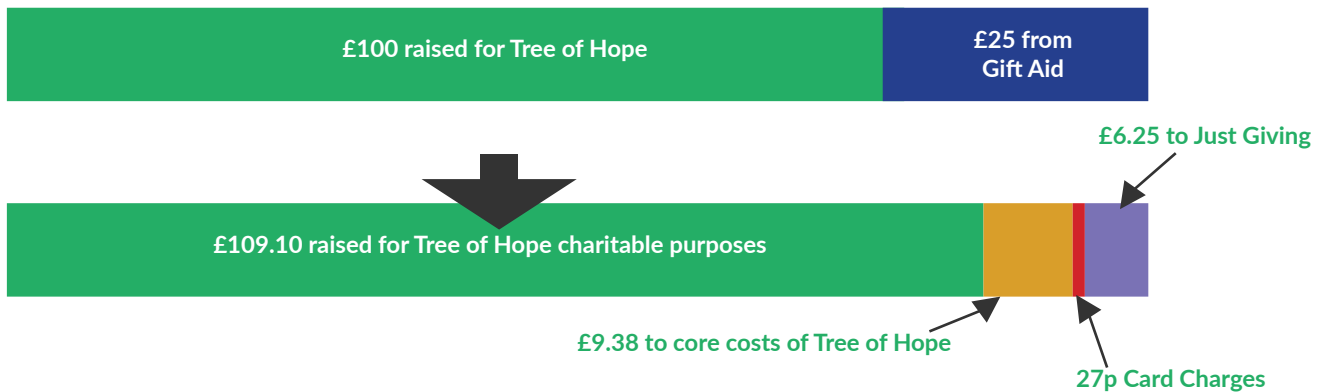 £100 raised for Tree of Hope
£25 from
Gift Aid
£6.25 to Just Giving
£109.10 raised for Tree of Hope charitable purposes
£9.38 to core costs of Tree of Hope
27p Card Charges